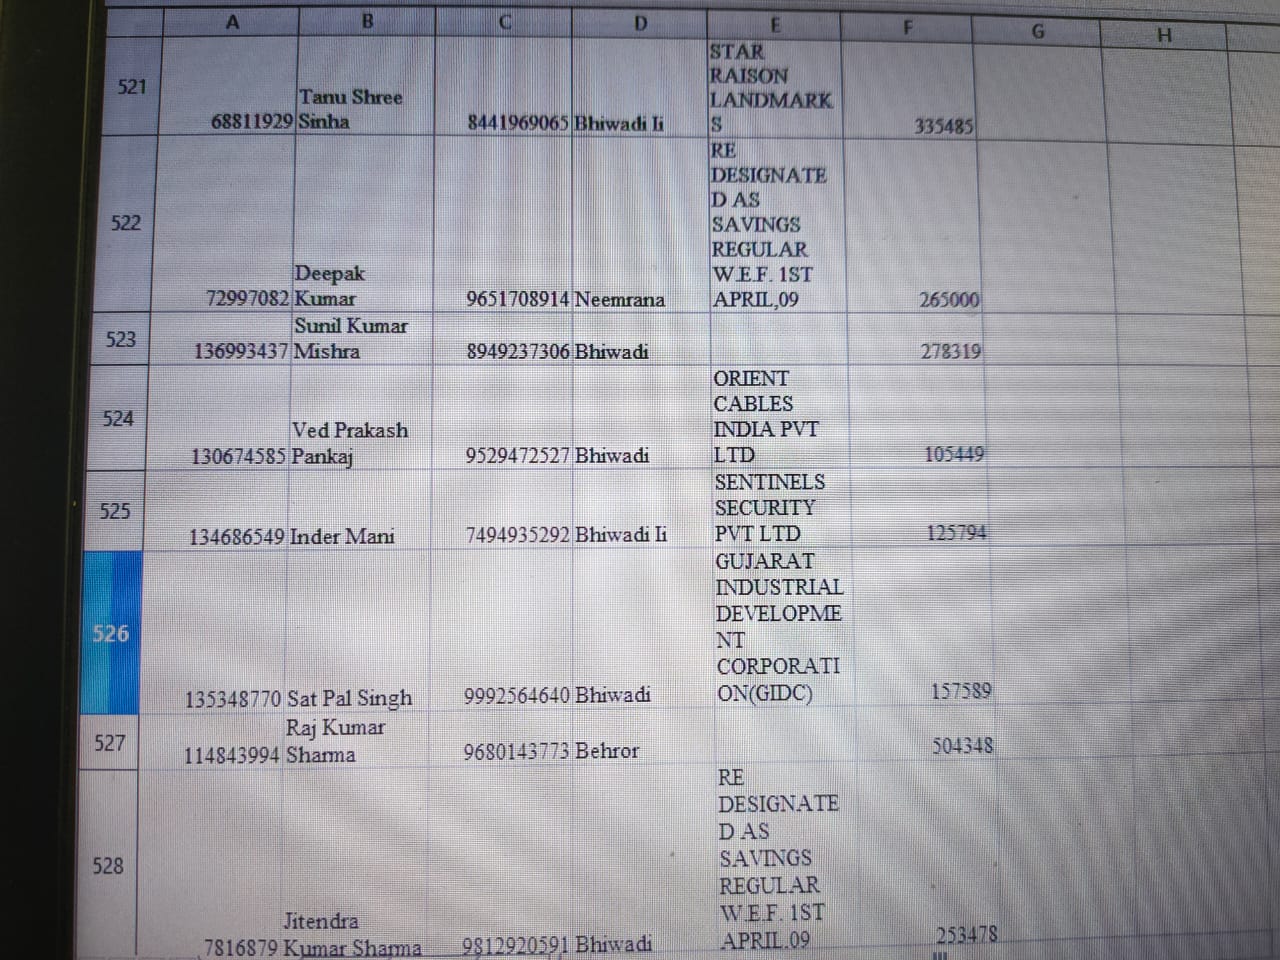 A B C D E F G H
521 68811929 Tanu Shree Sinha 8441969065 Bhiwadi Ii STAR RAISON LANDMARKS 335485
522 72997082 Deepak Kumar 9651708914 Neemrana RE DESIGNATED AS SAVINGS REGULAR W.E.F. 1ST APRIL,09 265000
523 136993437 Sunil Kumar Mishra 8949237306 Bhiwadi 278319
524 130674585 Ved Prakash Pankaj 9529472527 Bhiwadi ORIENT CABLES INDIA PVT LTD 105449
525 134686549 Inder Mani 7494935292 Bhiwadi Ii SENTINELS SECURITY PVT LTD 125794
526 135348770 Sat Pal Singh 9992564640 Bhiwadi GUJARAT INDUSTRIAL DEVELOPMENT CORPORATION(GIDC) 157589
527 114843994 Raj Kumar Sharma 9680143773 Behror 504348
528 7816879 Jitendra Kumar Sharma 9812920591 Bhiwadi RE DESIGNATED AS SAVINGS REGULAR W.E.F. 1ST APRIL,09 253478